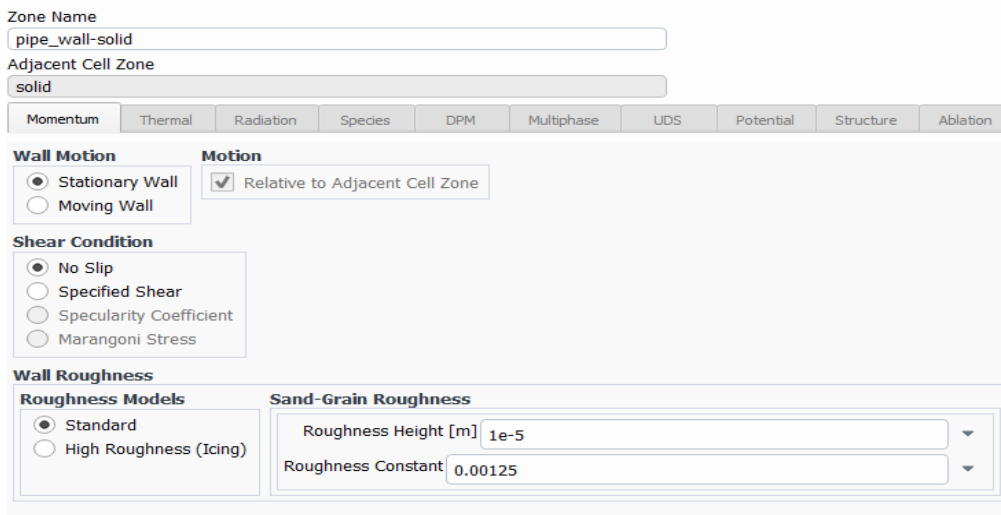 Zone Name
pipe_wall-solid
Adjacent Cell Zone
solid
Momentum Thermal Radiation Species DPM Multiphase UDS Potential Structure Ablation
Wall Motion Motion
Stationary Wall Relative to Adjacent Cell Zone
Moving Wall
Shear Condition
No Slip
Specified Shear
Specularity Coefficient
Marangoni Stress
Wall Roughness
Roughness Models Sand-Grain Roughness
Standard Roughness Height [m] 1e-5
High Roughness (Icing) Roughness Constant 0.00125